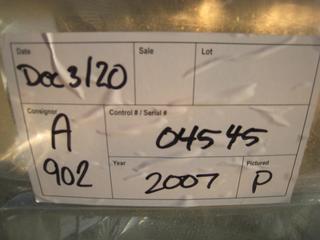 Date Sale Lot
Dec 3/20
Consignor Control # / Serial #
A 04545
902
Year Pictured
2007 P